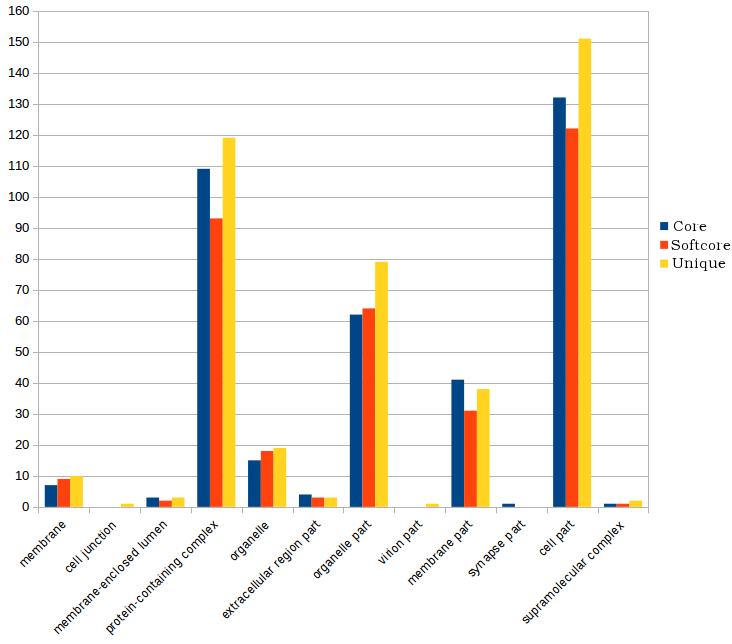 160
150
140
130
120
110
100
90
80
70
60
50
40
30
20
10
0
Core
Softcore
Unique
membrane
cell junction
membrane-enclosed lumen
protein-containing complex
organelle
extracellular region part
organelle part
virion part
membrane part
synapse part
cell part
supramolecular complex